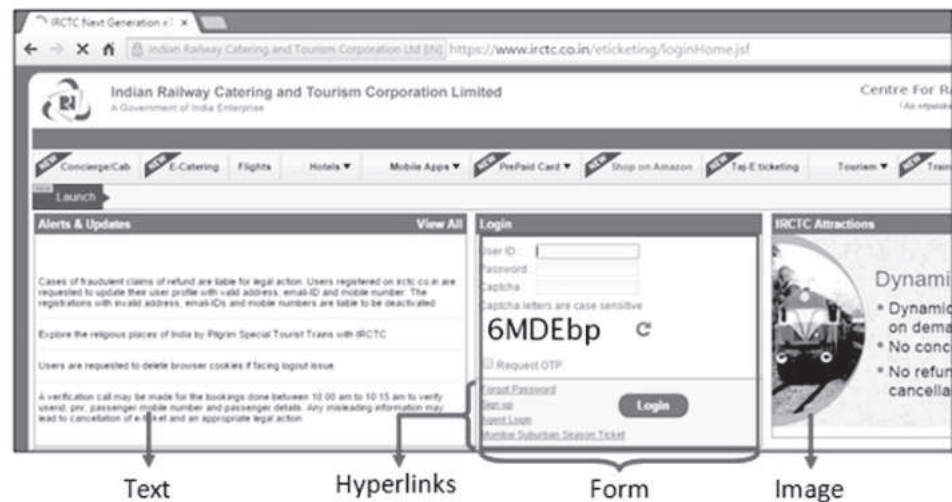 IRCTC Next Generation eT
Indian Railway Catering and Tourism Corporation Ltd [IN] https://www.irctc.co.in/eticketing/loginHome.jsf
Indian Railway Catering and Tourism Corporation Limited
A Government of India Enterprise
Centre For Ra
NEW Concierge/Cab NEW E-Catering Flights Hotels Mobile Apps NEW PrePaid Card NEW Shop on Amazon NEW Taj E ticketing Tourism NEW Train
Launch
Alerts & Updates View All
Cases of fraudulent claims of refund are liable for legal action. Users registered on irctc.co.in are
requested to update their user profile with valid address, email-ID and mobile number. The
registrations with invalid address, email-IDs and mobile numbers are liable to be deactivated
Explore the religious places of India by Pilgrim Special Tourist Trains with IRCTC
Users are requested to delete browser cookies if facing logout issue.
A verification call may be made for the bookings done between 10:00 am to 10:15 am to verify
userid, pnr, passenger mobile number and passenger details. Any misleading information may
lead to cancellation of e-ticket and an appropriate legal action
Login
User ID :
Password :
Captcha :
Captcha letters are case sensitive
6MDEbp
Request OTP
Forgot Password
Sign up
Agent Login
Mumbai Suburban Season Ticket
Login
IRCTC Attractions
Dynami
Dynamic
on dema
No conc
No refun
cancella
Text
Hyperlinks
Form
Image